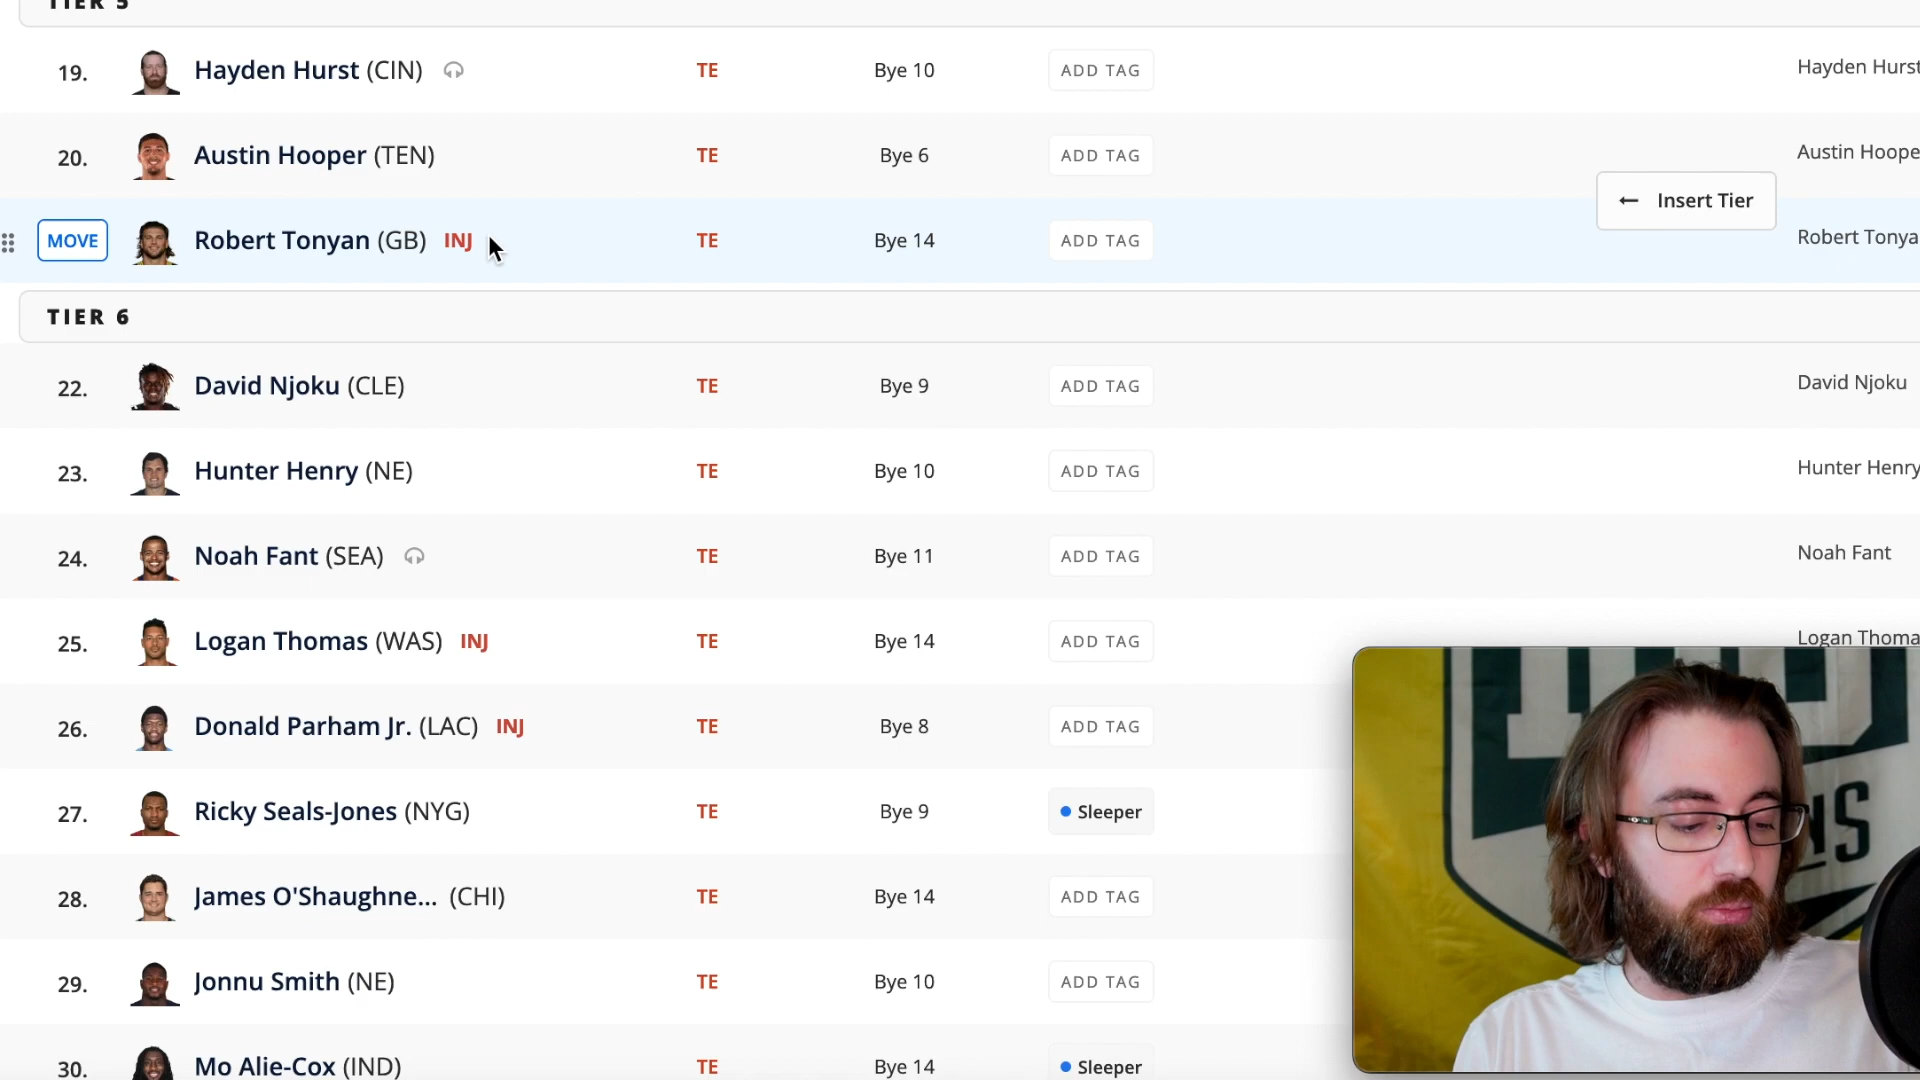 TIER 5
19. Hayden Hurst (CIN) TE Bye 10 ADD TAG Hayden Hurst
20. Austin Hooper (TEN) TE Bye 6 ADD TAG Austin Hoope
← Insert Tier
MOVE Robert Tonyan (GB) INJ TE Bye 14 ADD TAG Robert Tonya
TIER 6
22. David Njoku (CLE) TE Bye 9 ADD TAG David Njoku
23. Hunter Henry (NE) TE Bye 10 ADD TAG Hunter Henry
24. Noah Fant (SEA) TE Bye 11 ADD TAG Noah Fant
25. Logan Thomas (WAS) INJ TE Bye 14 ADD TAG Logan Thoma
26. Donald Parham Jr. (LAC) INJ TE Bye 8 ADD TAG
27. Ricky Seals-Jones (NYG) TE Bye 9 Sleeper
28. James O'Shaughne... (CHI) TE Bye 14 ADD TAG
29. Jonnu Smith (NE) TE Bye 10 ADD TAG
30. Mo Alie-Cox (IND) TE Bye 14 Sleeper